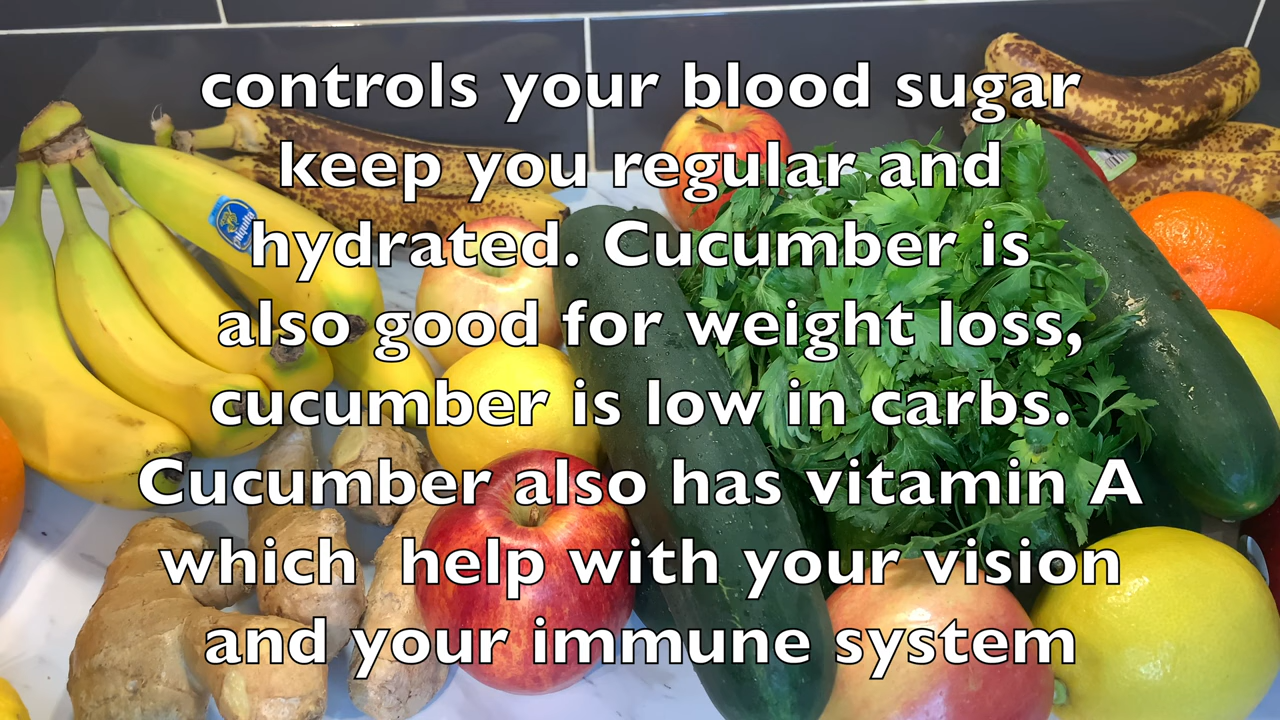 controls your blood sugar
keep you regular and
hydrated. Cucumber is
also good for weight loss,
cucumber is low in carbs.
Cucumber also has vitamin A
which  help with your vision
and your immune system
Chiquita